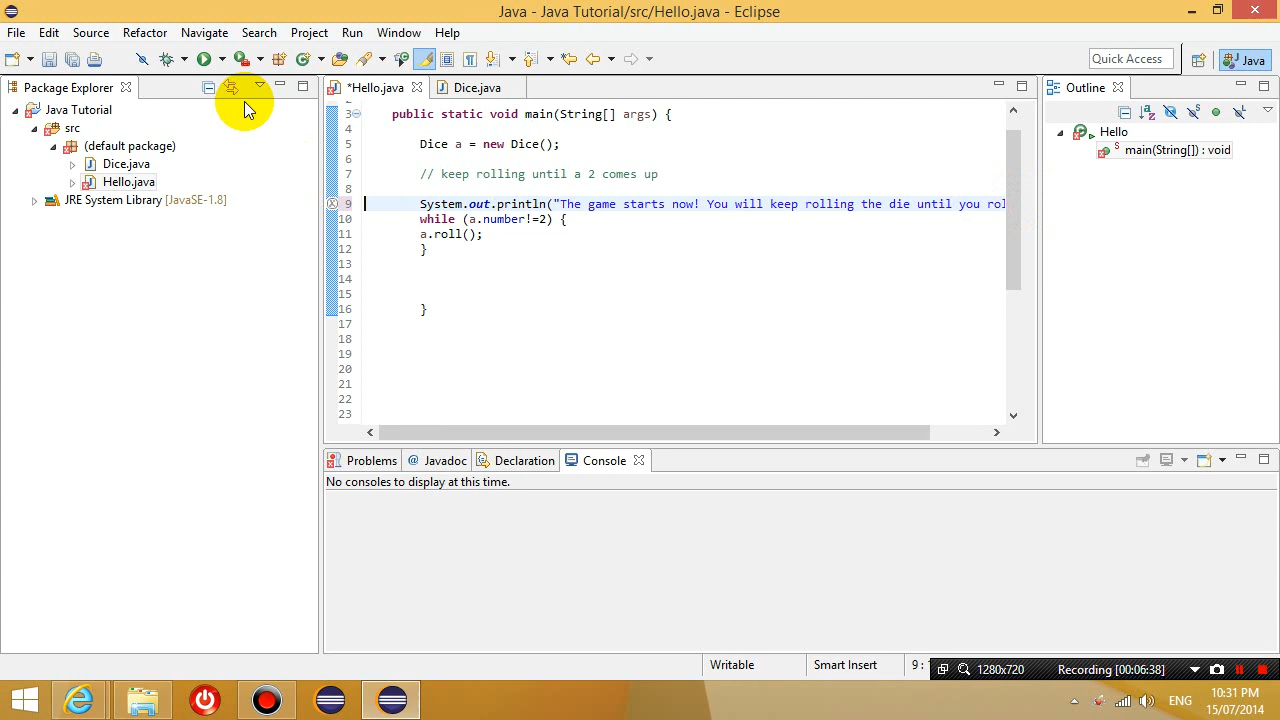 Java - Java Tutorial/src/Hello.java - Eclipse
File Edit Source Refactor Navigate Search Project Run Window Help
Quick Access Java
Package Explorer
Java Tutorial
src
(default package)
Dice.java
Hello.java
JRE System Library [JavaSE-1.8]
*Hello.java Dice.java
2
3 public static void main(String[] args) {
4
5 Dice a = new Dice();
6
7 // keep rolling until a 2 comes up
8
9 System.out.println("The game starts now! You will keep rolling the die until you rol
10 while (a.number!=2) {
11 a.roll();
12 }
13
14
15
16 }
17
18
19
20
21
22
23
Outline
Hello
main(String[]) : void
Problems @ Javadoc Declaration Console
No consoles to display at this time.
Writable Smart Insert 9 :
1280x720 Recording [00:06:38]
ENG
10:31 PM
15/07/2014